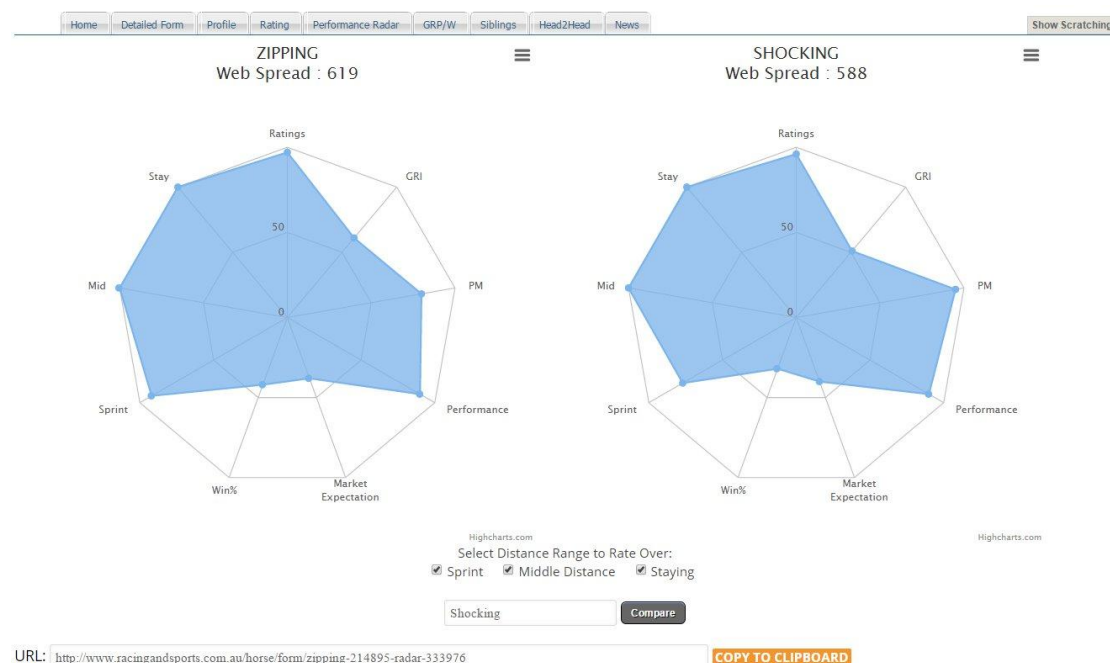 Home Detailed Form Profile Rating Performance Radar GRP/W Siblings Head2Head News Show Scratching
ZIPPING
Web Spread : 619
Ratings
GRI
Stay
50
Mid
PM
0
Sprint
Performance
Win%
Market
Expectation
Highcharts.com
SHOCKING
Web Spread : 588
Ratings
GRI
Stay
50
Mid
PM
0
Sprint
Performance
Win%
Market
Expectation
Highcharts.com
Select Distance Range to Rate Over:
Sprint Middle Distance Staying
Shocking Compare
URL: http://www.racingandsports.com.au/horse/form/zipping-214895-radar-333976 COPY TO CLIPBOARD